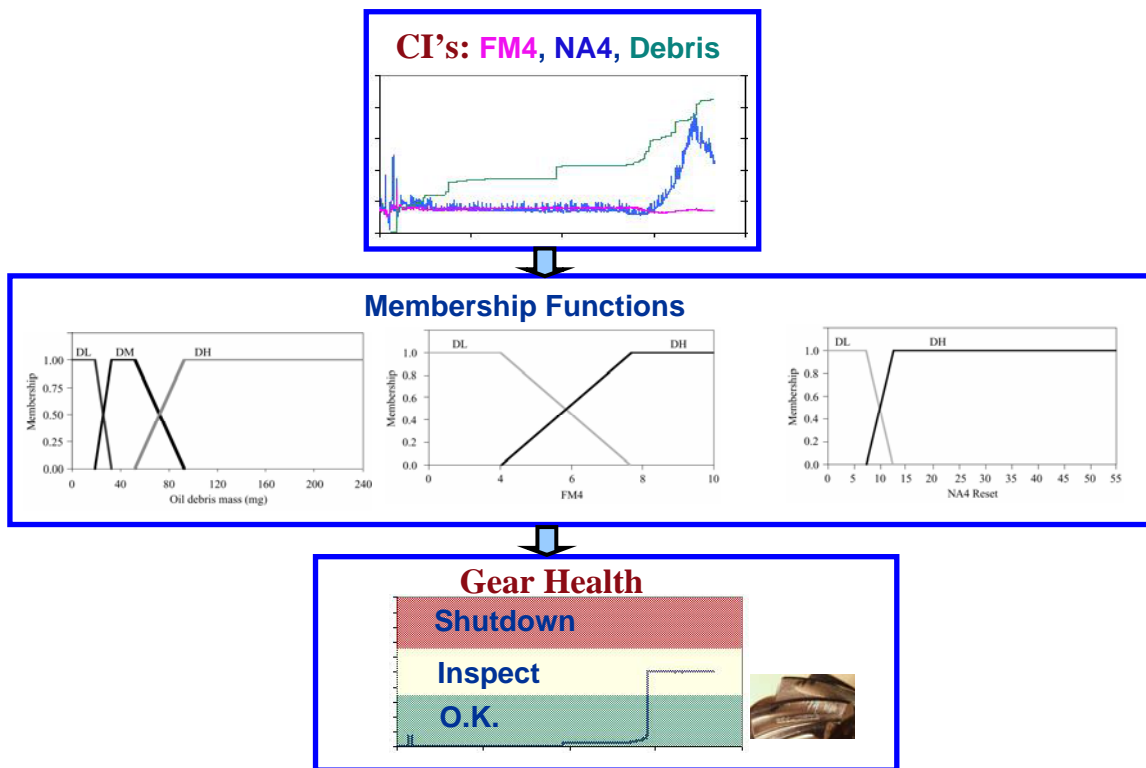 CI's: FM4, NA4, Debris
Membership Functions
DL DM DH
1.00
0.75
0.50
0.25
0.00
Membership
0 40 80 120 160 200 240
Oil debris mass (mg)
DL DH
1.0
0.8
0.6
0.4
0.2
0.0
Membership
0 2 4 6 8 10
FM4
DL DH
1.0
0.8
0.6
0.4
0.2
0.0
Membership
0 5 10 15 20 25 30 35 40 45 50 55
NA4 Reset
Gear Health
Shutdown
Inspect
O.K.